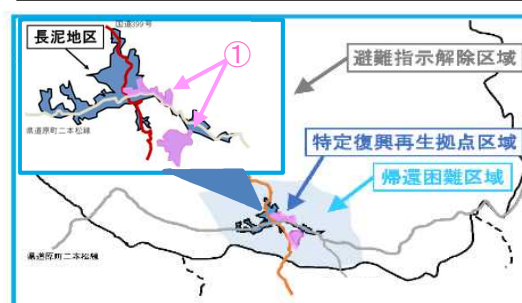 国道399号
長泥地区
①
避難指示解除区域
県道原町二本松線
特定復興再生拠点区域
帰還困難区域
県道原町二本松線